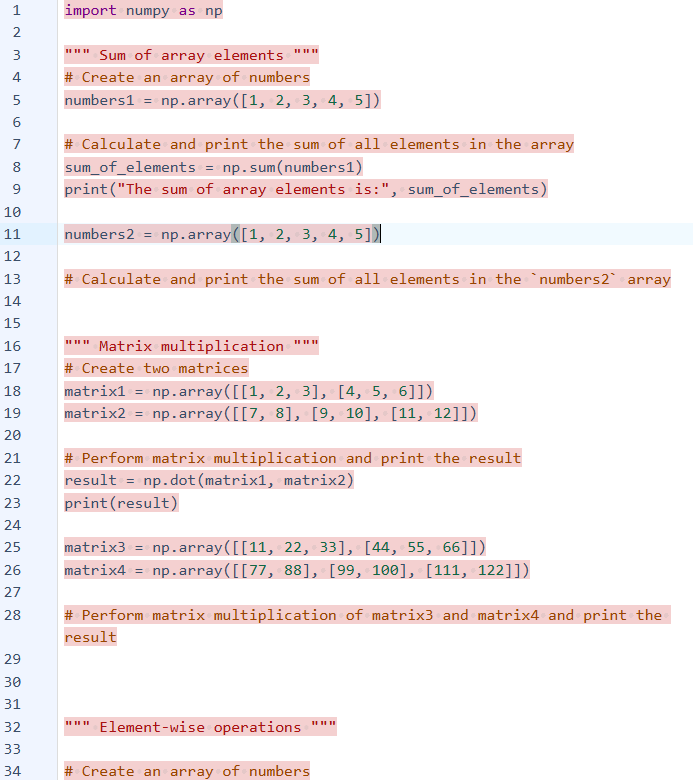 1 import numpy as np
2
3 """ Sum of array elements """
4 # Create an array of numbers
5 numbers1 = np.array([1, 2, 3, 4, 5])
6
7 # Calculate and print the sum of all elements in the array
8 sum_of_elements = np.sum(numbers1)
9 print("The sum of array elements is:", sum_of_elements)
10
11 numbers2 = np.array([1, 2, 3, 4, 5])
12
13 # Calculate and print the sum of all elements in the `numbers2` array
14
15
16 """ Matrix multiplication """
17 # Create two matrices
18 matrix1 = np.array([[1, 2, 3], [4, 5, 6]])
19 matrix2 = np.array([[7, 8], [9, 10], [11, 12]])
20
21 # Perform matrix multiplication and print the result
22 result = np.dot(matrix1, matrix2)
23 print(result)
24
25 matrix3 = np.array([[11, 22, 33], [44, 55, 66]])
26 matrix4 = np.array([[77, 88], [99, 100], [111, 122]])
27
28 # Perform matrix multiplication of matrix3 and matrix4 and print the
result
29
30
31
32 """ Element-wise operations """
33
34 # Create an array of numbers